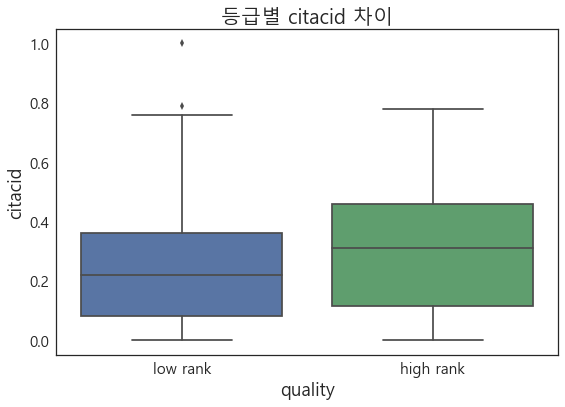 등급별 citacid 차이
1.0
0.8
0.6
0.4
0.2
0.0
citacid
low rank
high rank
quality